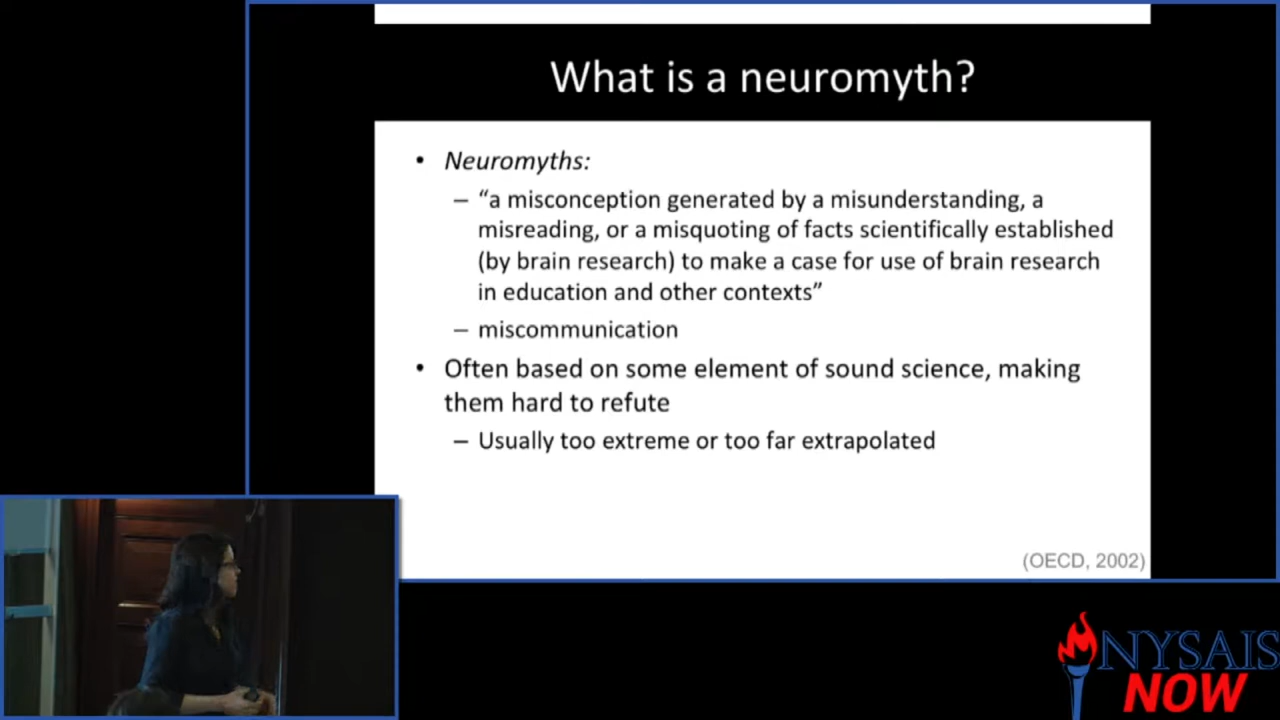 What is a neuromyth?
• Neuromyths:
– “a misconception generated by a misunderstanding, a
misreading, or a misquoting of facts scientifically established
(by brain research) to make a case for use of brain research
in education and other contexts”
– miscommunication
• Often based on some element of sound science, making
them hard to refute
– Usually too extreme or too far extrapolated
(OECD, 2002)
NYSAIS
NOW